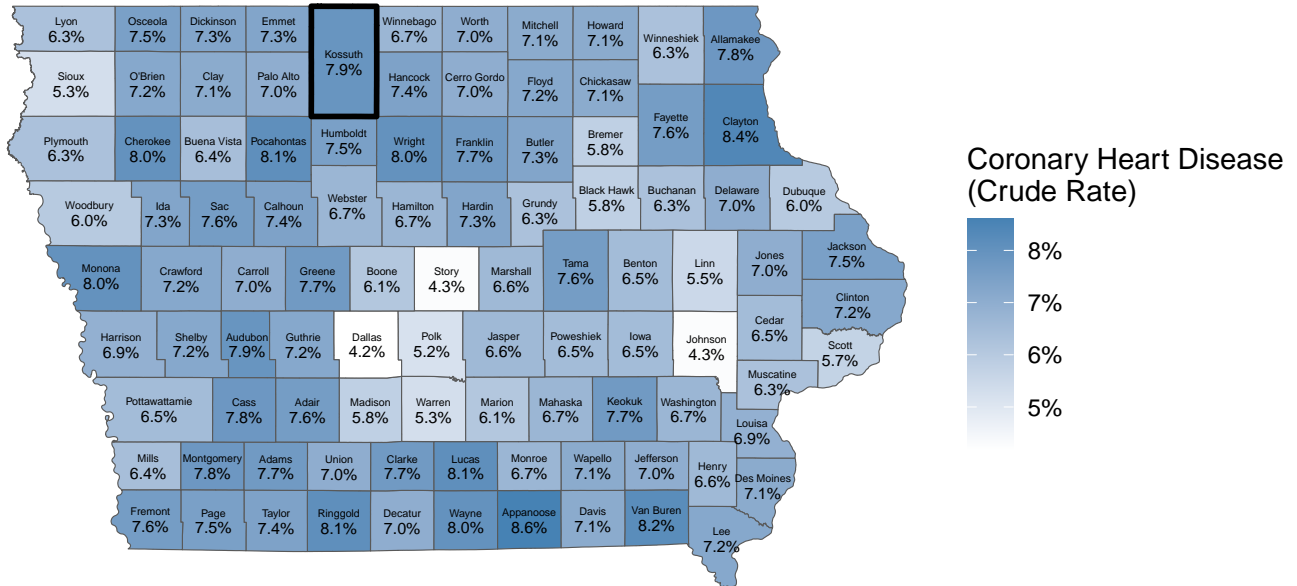 Lyon
6.3%
Osceola
7.5%
Dickinson
7.3%
Emmet
7.3%
Kossuth
7.9%
Winnebago
6.7%
Worth
7.0%
Mitchell
7.1%
Howard
7.1%
Winneshiek
6.3%
Allamakee
7.8%
Sioux
5.3%
O'Brien
7.2%
Clay
7.1%
Palo Alto
7.0%
Hancock
7.4%
Cerro Gordo
7.0%
Floyd
7.2%
Chickasaw
7.1%
Fayette
7.6%
Clayton
8.4%
Plymouth
6.3%
Cherokee
8.0%
Buena Vista
6.4%
Pocahontas
8.1%
Humboldt
7.5%
Wright
8.0%
Franklin
7.7%
Butler
7.3%
Bremer
5.8%
Woodbury
6.0%
Ida
7.3%
Sac
7.6%
Calhoun
7.4%
Webster
6.7%
Hamilton
6.7%
Hardin
7.3%
Grundy
6.3%
Black Hawk
5.8%
Buchanan
6.3%
Delaware
7.0%
Dubuque
6.0%
Monona
8.0%
Crawford
7.2%
Carroll
7.0%
Greene
7.7%
Boone
6.1%
Story
4.3%
Marshall
6.6%
Tama
7.6%
Benton
6.5%
Linn
5.5%
Jones
7.0%
Jackson
7.5%
Clinton
7.2%
Harrison
6.9%
Shelby
7.2%
Audubon
7.9%
Guthrie
7.2%
Dallas
4.2%
Polk
5.2%
Jasper
6.6%
Poweshiek
6.5%
Iowa
6.5%
Johnson
4.3%
Cedar
6.5%
Scott
5.7%
Muscatine
6.3%
Pottawattamie
6.5%
Cass
7.8%
Adair
7.6%
Madison
5.8%
Warren
5.3%
Marion
6.1%
Mahaska
6.7%
Keokuk
7.7%
Washington
6.7%
Louisa
6.9%
Mills
6.4%
Montgomery
7.8%
Adams
7.7%
Union
7.0%
Clarke
7.7%
Lucas
8.1%
Monroe
6.7%
Wapello
7.1%
Jefferson
7.0%
Henry
6.6%
Des Moines
7.1%
Fremont
7.6%
Page
7.5%
Taylor
7.4%
Ringgold
8.1%
Decatur
7.0%
Wayne
8.0%
Appanoose
8.6%
Davis
7.1%
Van Buren
8.2%
Lee
7.2%
Coronary Heart Disease
(Crude Rate)
8%
7%
6%
5%